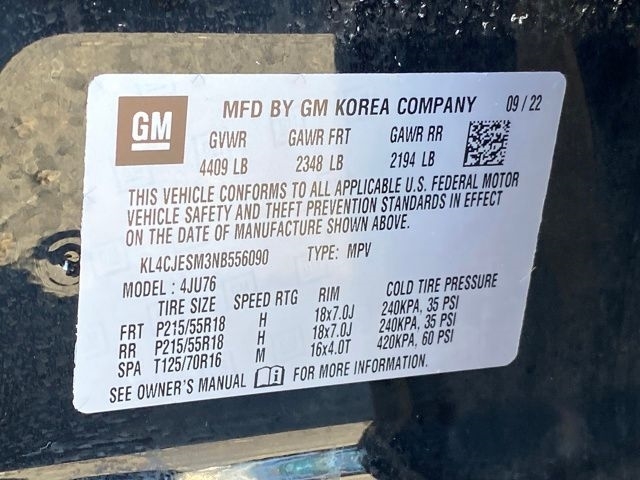 GM
MFD BY GM KOREA COMPANY 09/22
GVWR GAWR FRT GAWR RR
4409 LB 2348 LB 2194 LB
THIS VEHICLE CONFORMS TO ALL APPLICABLE U.S. FEDERAL MOTOR
VEHICLE SAFETY AND THEFT PREVENTION STANDARDS IN EFFECT
ON THE DATE OF MANUFACTURE SHOWN ABOVE.
KL4CJESM3NB556090 TYPE: MPV
MODEL : 4JU76
TIRE SIZE SPEED RTG RIM COLD TIRE PRESSURE
FRT P215/55R18 H 18x7.0J 240KPA, 35 PSI
RR P215/55R18 H 18x7.0J 240KPA, 35 PSI
SPA T125/70R16 M 16x4.0T 420KPA, 60 PSI
SEE OWNER'S MANUAL FOR MORE INFORMATION.